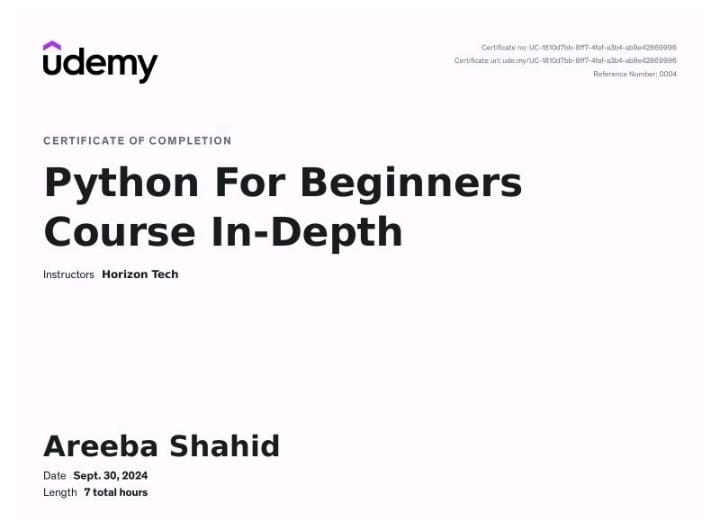 udemy
Certificate no: UC-1810d7bb-8ff7-4faf-a3b4-ab9e42869996
Certificate url: ude.my/UC-1810d7bb-8ff7-4faf-a3b4-ab9e42869996
Reference Number: 0004
CERTIFICATE OF COMPLETION
Python For Beginners
Course In-Depth
Instructors Horizon Tech
Areeba Shahid
Date Sept. 30, 2024
Length 7 total hours